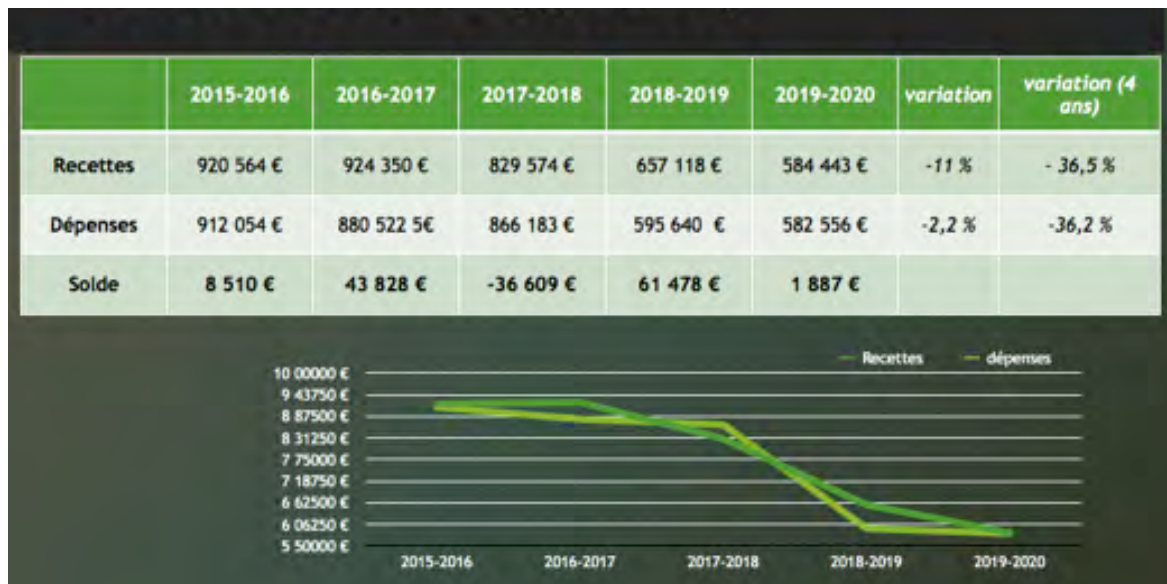 2015-2016 2016-2017 2017-2018 2018-2019 2019-2020 variation variation (4 ans)
Recettes 920 564 € 924 350 € 829 574 € 657 118 € 584 443 € -11 % - 36,5 %
Dépenses 912 054 € 880 522 5€ 866 183 € 595 640 € 582 556 € -2,2 % -36,2 %
Solde 8 510 € 43 828 € -36 609 € 61 478 € 1 887 €
Recettes dépenses
10 00000 €
9 43750 €
8 87500 €
8 31250 €
7 75000 €
7 18750 €
6 62500 €
6 06250 €
5 50000 €
2015-2016 2016-2017 2017-2018 2018-2019 2019-2020